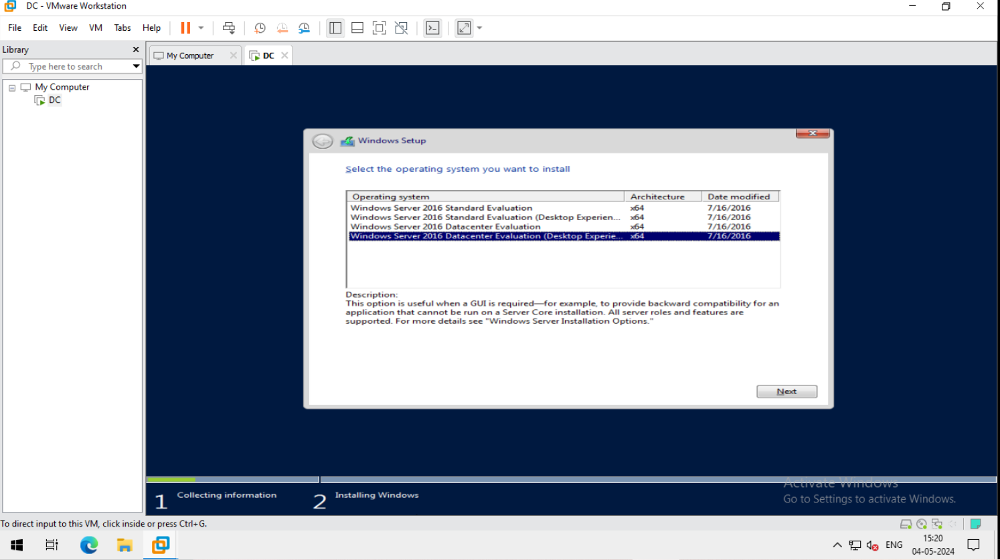 DC - VMware Workstation
File Edit View VM Tabs Help
Library
My Computer
DC
Type here to search
My Computer
DC
Windows Setup
Select the operating system you want to install
Operating system Architecture Date modified
Windows Server 2016 Standard Evaluation x64 7/16/2016
Windows Server 2016 Standard Evaluation (Desktop Experien... x64 7/16/2016
Windows Server 2016 Datacenter Evaluation x64 7/16/2016
Windows Server 2016 Datacenter Evaluation (Desktop Experie... x64 7/16/2016
Description:
This option is useful when a GUI is required—for example, to provide backward compatibility for an
application that cannot be run on a Server Core installation. All server roles and features are
supported. For more details see "Windows Server Installation Options."
Next
Activate Windows
Go to Settings to activate Windows.
1 Collecting information
2 Installing Windows
To direct input to this VM, click inside or press Ctrl+G.
ENG
15:20
04-05-2024